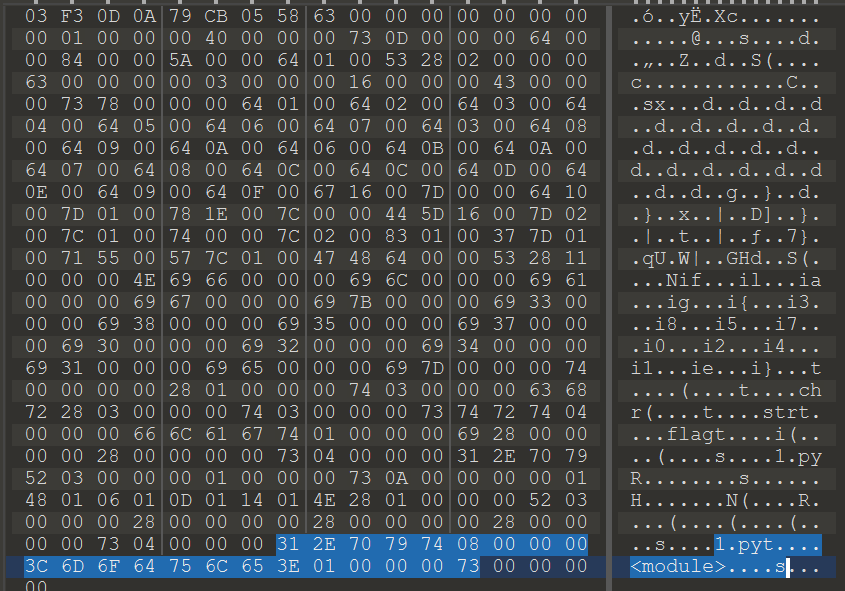 03 F3 0D 0A 79 CB 05 58 63 00 00 00 00 00 00 00 .ó..yË.Xc.......
00 01 00 00 00 40 00 00 00 73 0D 00 00 00 64 00 .....@...s....d.
00 84 00 00 5A 00 00 64 01 00 53 28 02 00 00 00 .„..Z..d..S(....
63 00 00 00 00 03 00 00 00 16 00 00 00 43 00 00 c............C..
00 73 78 00 00 00 64 01 00 64 02 00 64 03 00 64 .sx...d..d..d..d
04 00 64 05 00 64 06 00 64 07 00 64 03 00 64 08 ..d..d..d..d..d.
00 64 09 00 64 0A 00 64 06 00 64 0B 00 64 0A 00 .d..d..d..d..d..
64 07 00 64 08 00 64 0C 00 64 0C 00 64 0D 00 64 d..d..d..d..d..d
0E 00 64 09 00 64 0F 00 67 16 00 7D 00 00 64 10 ..d..d..g..}..d.
00 7D 01 00 78 1E 00 7C 00 00 44 5D 16 00 7D 02 .}..x..|..D]..}.
00 7C 01 00 74 00 00 7C 02 00 83 01 00 37 7D 01 .|..t..|..ƒ..7}.
00 71 55 00 57 7C 01 00 47 48 64 00 00 53 28 11 .qU.W|..GHd..S(.
00 00 00 4E 69 66 00 00 00 69 6C 00 00 00 69 61 ...Nif...il...ia
00 00 00 69 67 00 00 00 69 7B 00 00 00 69 33 00 ...ig...i{...i3.
00 00 69 38 00 00 00 69 35 00 00 00 69 37 00 00 ..i8...i5...i7..
00 69 30 00 00 00 69 32 00 00 00 69 34 00 00 00 .i0...i2...i4...
69 31 00 00 00 69 65 00 00 00 69 7D 00 00 00 74 i1...ie...i}...t
00 00 00 00 28 01 00 00 00 74 03 00 00 00 63 68 ....(....t....ch
72 28 03 00 00 00 74 03 00 00 00 73 74 72 74 04 r(....t....strt.
00 00 00 66 6C 61 67 74 01 00 00 00 69 28 00 00 ...flagt....i(..
00 00 28 00 00 00 00 73 04 00 00 00 31 2E 70 79 ..(....s....1.py
52 03 00 00 00 01 00 00 00 73 0A 00 00 00 00 01 R........s......
48 01 06 01 0D 01 14 01 4E 28 01 00 00 00 52 03 H.......N(....R.
00 00 00 28 00 00 00 00 28 00 00 00 00 28 00 00 ...(....(....(..
00 00 73 04 00 00 00 31 2E 70 79 74 08 00 00 00 ..s....1.pyt....
3C 6D 6F 64 75 6C 65 3E 01 00 00 00 73 00 00 00 <module>....s...
00